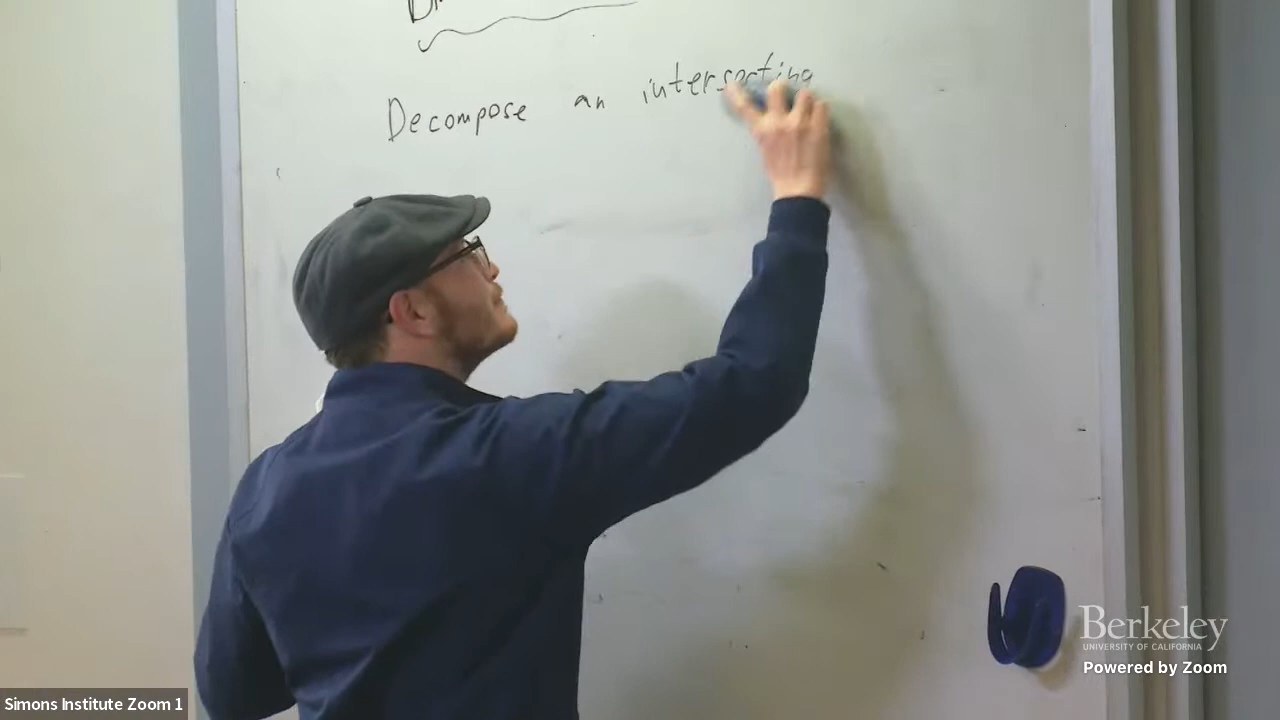 Decompose an intersecting
Berkeley
UNIVERSITY OF CALIFORNIA
Powered by Zoom
Simons Institute Zoom 1